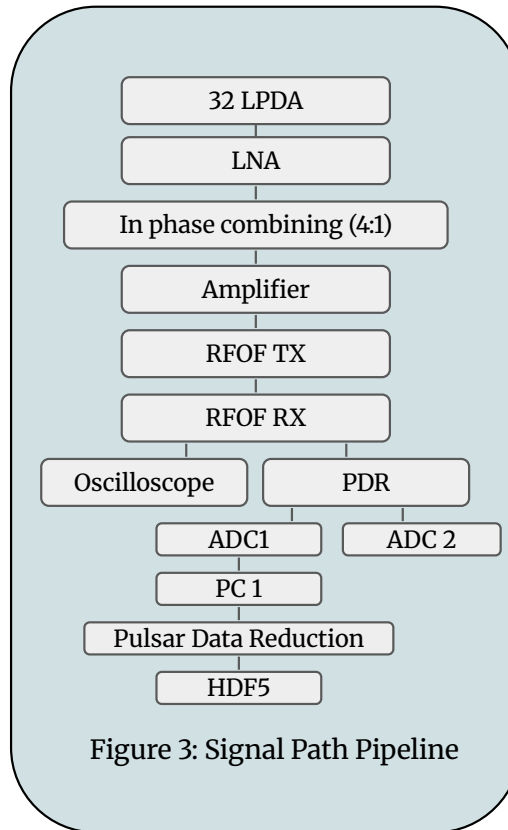 32 LPDA
LNA
In phase combining (4:1)
Amplifier
RFOF TX
RFOF RX
Oscilloscope
PDR
ADC1
ADC 2
PC 1
Pulsar Data Reduction
HDF5
Figure 3: Signal Path Pipeline